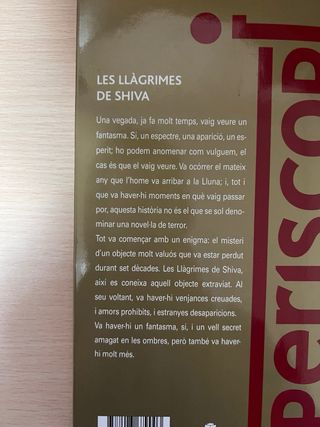 LES LLÀGRIMES
DE SHIVA
Una vegada, ja fa molt temps, vaig veure un
fantasma. Sí, un espectre, una aparició, un es-
perit; ho podem anomenar com vulguem, el
cas és que el vaig veure. Va ocórrer el mateix
any que l'home va arribar a la Lluna; i, tot i
que va haver-hi moments en què vaig passar
por, aquesta història no és el que se sol deno-
minar una novel·la de terror.
Tot va començar amb un enigma: el misteri
d'un objecte molt valuós que va estar perdut
durant set dècades. Les Llàgrimes de Shiva,
així es coneixia aquell objecte extraviat. Al
seu voltant, va haver-hi venjances creuades,
i amors prohibits, i estranyes desaparicions.
Va haver-hi un fantasma, sí, i un vell secret
amagat en les ombres, però també va haver-
hi molt més.
periscopi